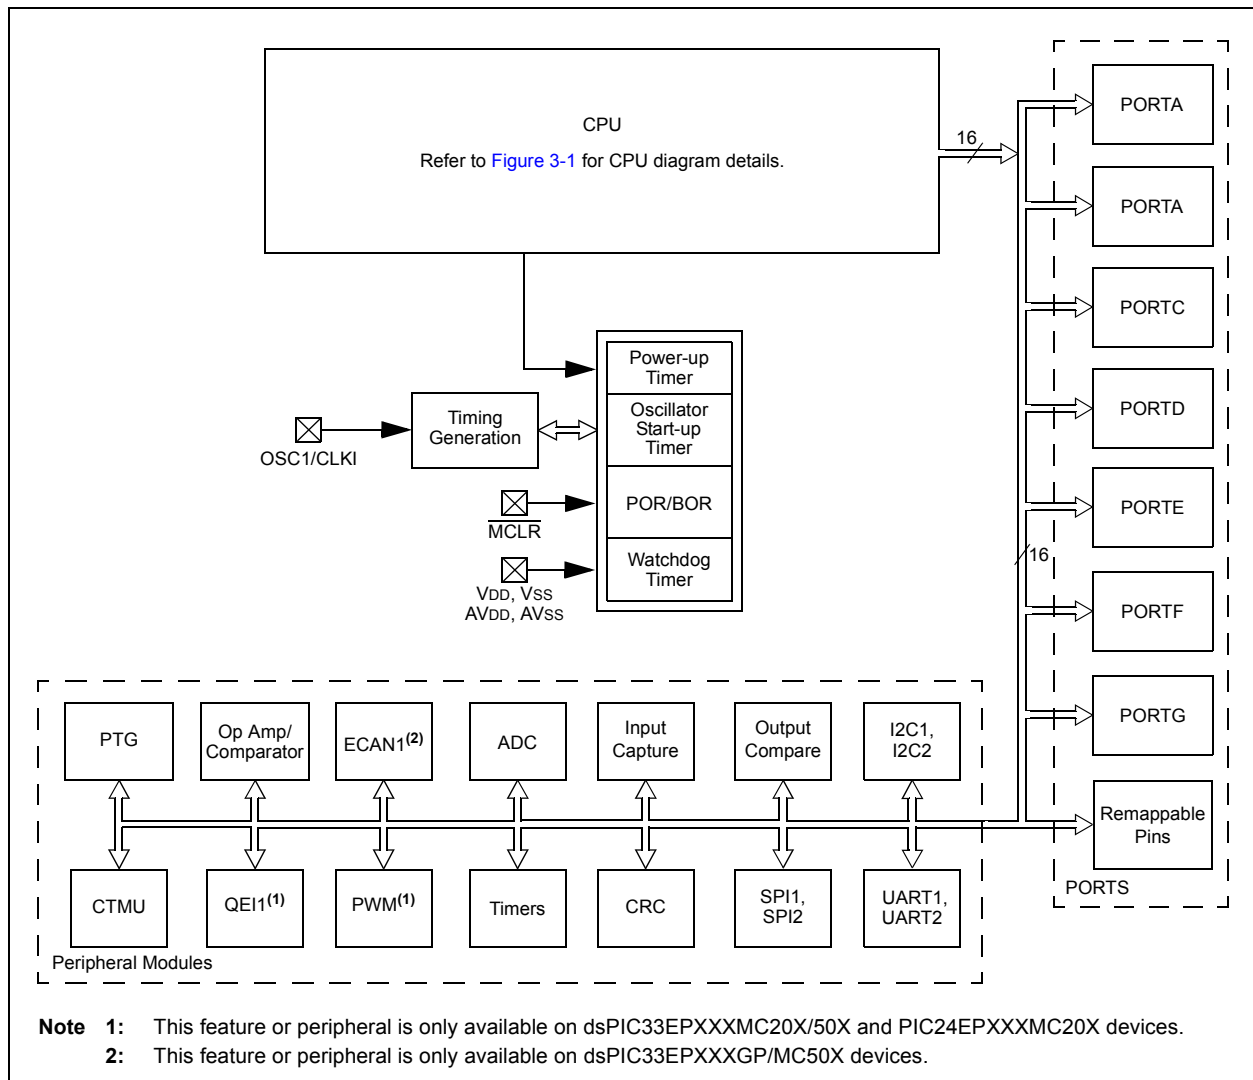 CPU
Refer to Figure 3-1 for CPU diagram details.
16
PORTA
PORTA
PORTC
PORTD
PORTE
16
PORTF
PORTG
Remappable
Pins
PORTS
Power-up
Timer
Oscillator
Start-up
Timer
POR/BOR
Watchdog
Timer
Timing
Generation
OSC1/CLKI
MCLR
VDD, VSS
AVDD, AVSS
PTG
Op Amp/
Comparator
ECAN1(2)
ADC
Input
Capture
Output
Compare
I2C1,
I2C2
CTMU
QEI1(1)
PWM(1)
Timers
CRC
SPI1,
SPI2
UART1,
UART2
Peripheral Modules
Note 1: This feature or peripheral is only available on dsPIC33EPXXXMC20X/50X and PIC24EPXXXMC20X devices.
2: This feature or peripheral is only available on dsPIC33EPXXXGP/MC50X devices.